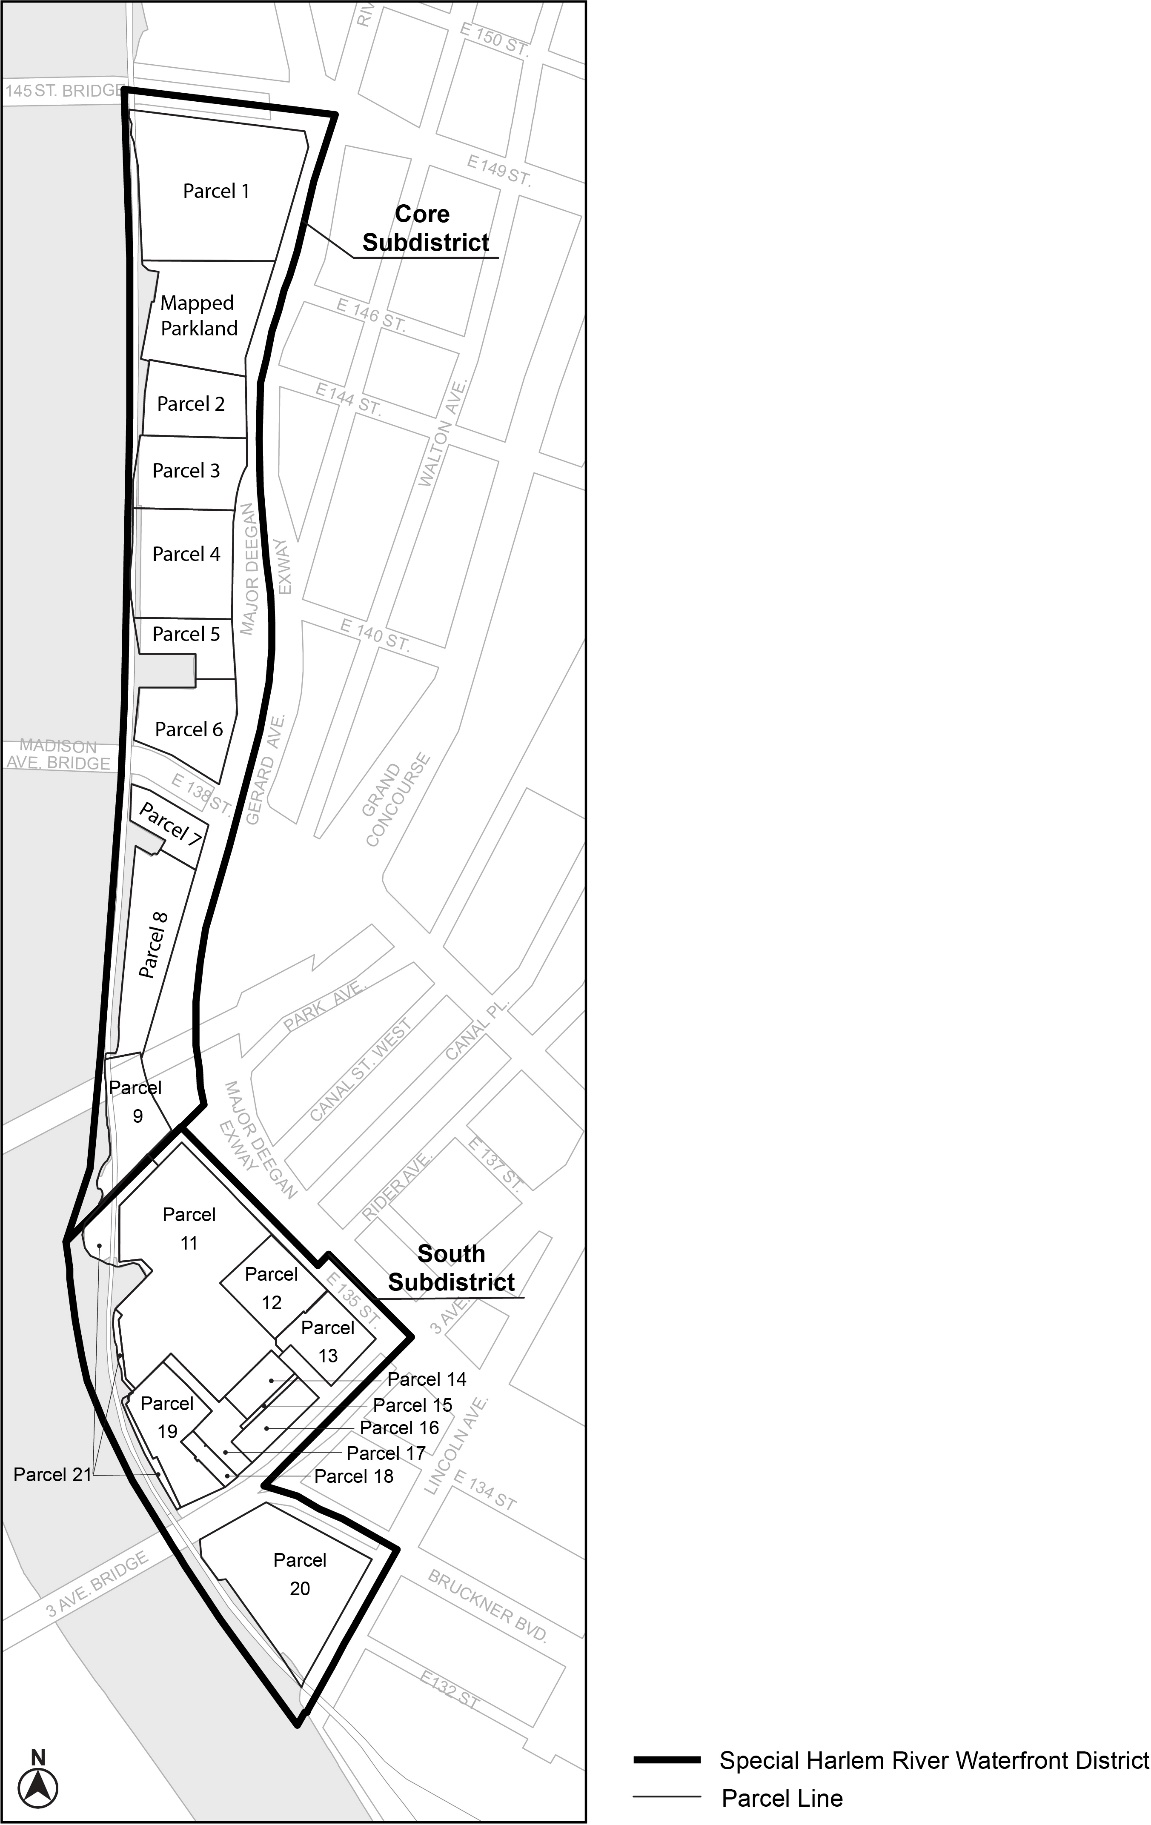 RIV
E 150 ST.
145 ST. BRIDGE
E 149 ST.
Parcel 1
Core
Subdistrict
Mapped
Parkland
E 146 ST.
Parcel 2
E 144 ST.
WALTON AVE.
Parcel 3
MAJOR DEEGAN
EXWAY
Parcel 4
Parcel 5
E 140 ST.
Parcel 6
MADISON
AVE. BRIDGE
E 138 ST.
GERARD AVE.
GRAND
CONCOURSE
Parcel 7
Parcel 8
PARK AVE.
CANAL ST. WEST
CANAL PL.
Parcel
9
MAJOR DEEGAN
EXWAY
RIDER AVE.
E 137 ST.
Parcel
11
South
Subdistrict
Parcel
12
E 135 ST.
3 AVE.
Parcel
13
Parcel 14
Parcel 15
Parcel 16
Parcel 17
Parcel 18
Parcel
19
Parcel 21
LINCOLN AVE.
E 134 ST
Parcel
20
3 AVE. BRIDGE
BRUCKNER BVD.
E132 ST
N
Special Harlem River Waterfront District
Parcel Line